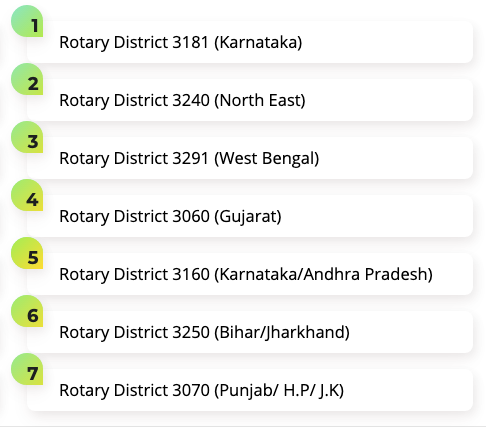 1
Rotary District 3181 (Karnataka)
2
Rotary District 3240 (North East)
3
Rotary District 3291 (West Bengal)
4
Rotary District 3060 (Gujarat)
5
Rotary District 3160 (Karnataka/Andhra Pradesh)
6
Rotary District 3250 (Bihar/Jharkhand)
7
Rotary District 3070 (Punjab/ H.P/ J.K)